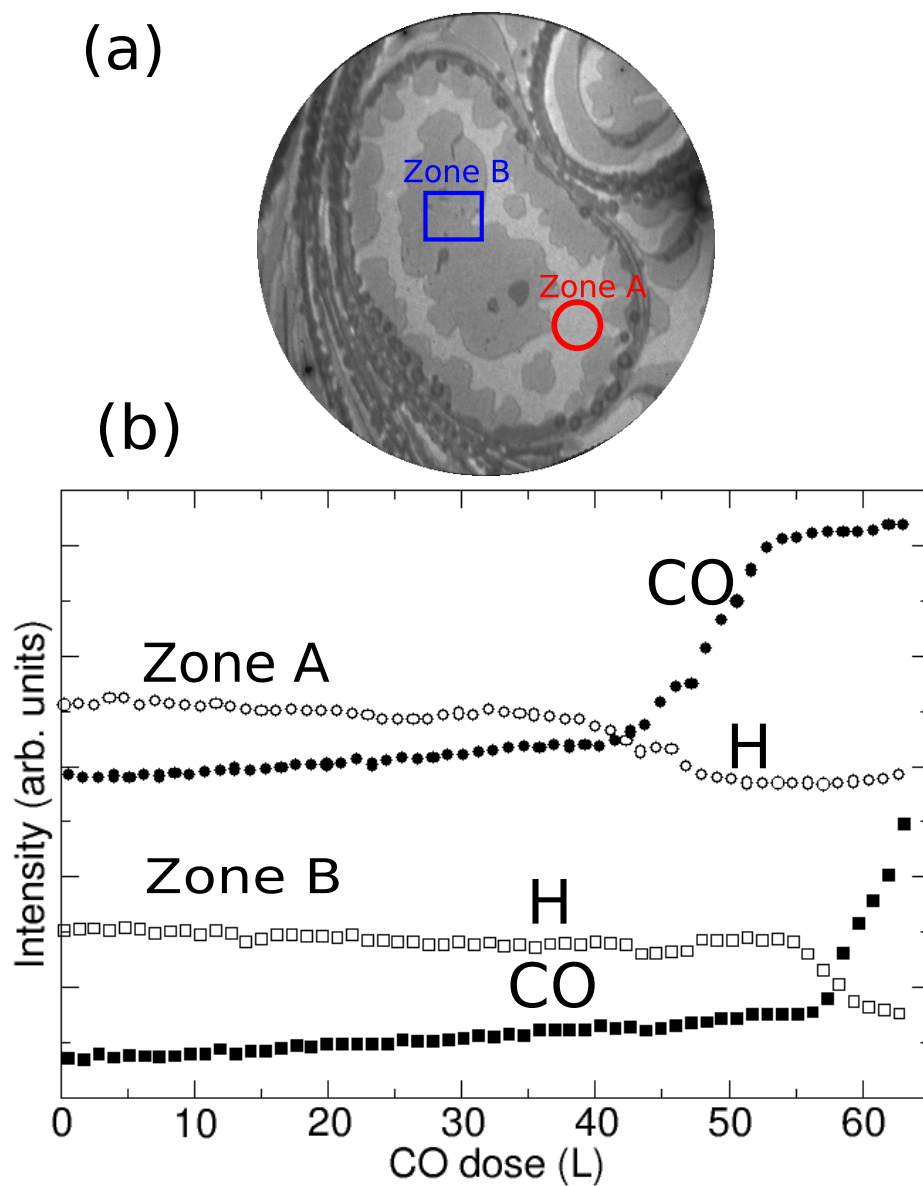 (a)
Zone B
Zone A
(b)
CO
Zone A
H
Zone B
H
CO
Intensity (arb. units)
0 10 20 30 40 50 60
CO dose (L)